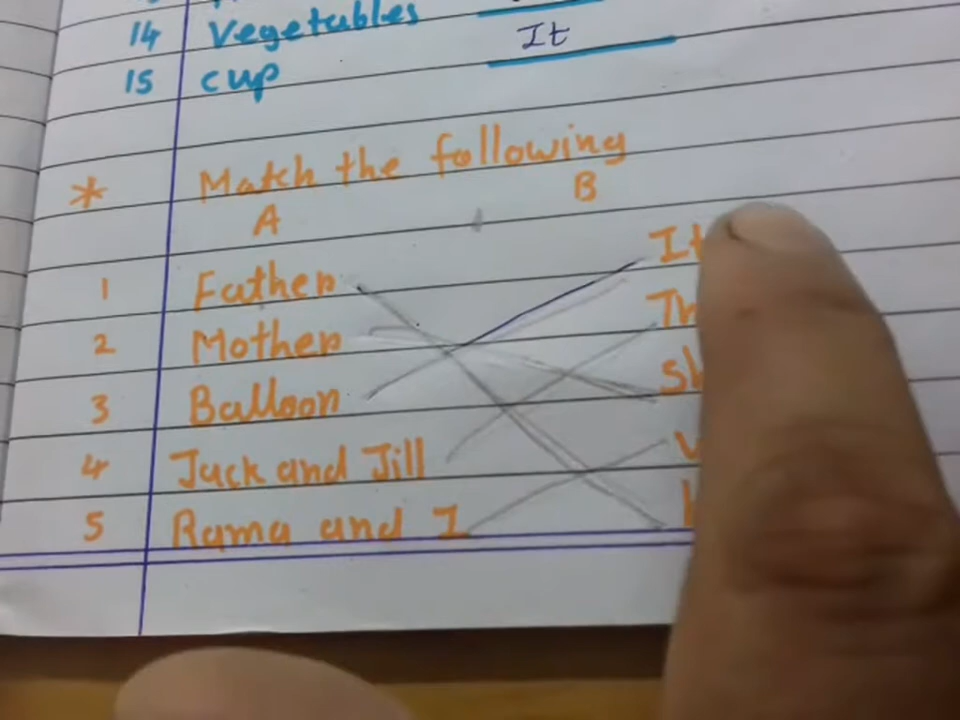 14 Vegetables
It
15 cup
* Match the following
A B
1 Father It
2 Mother
3 Balloon
4 Jack and Jill
5 Rama and I